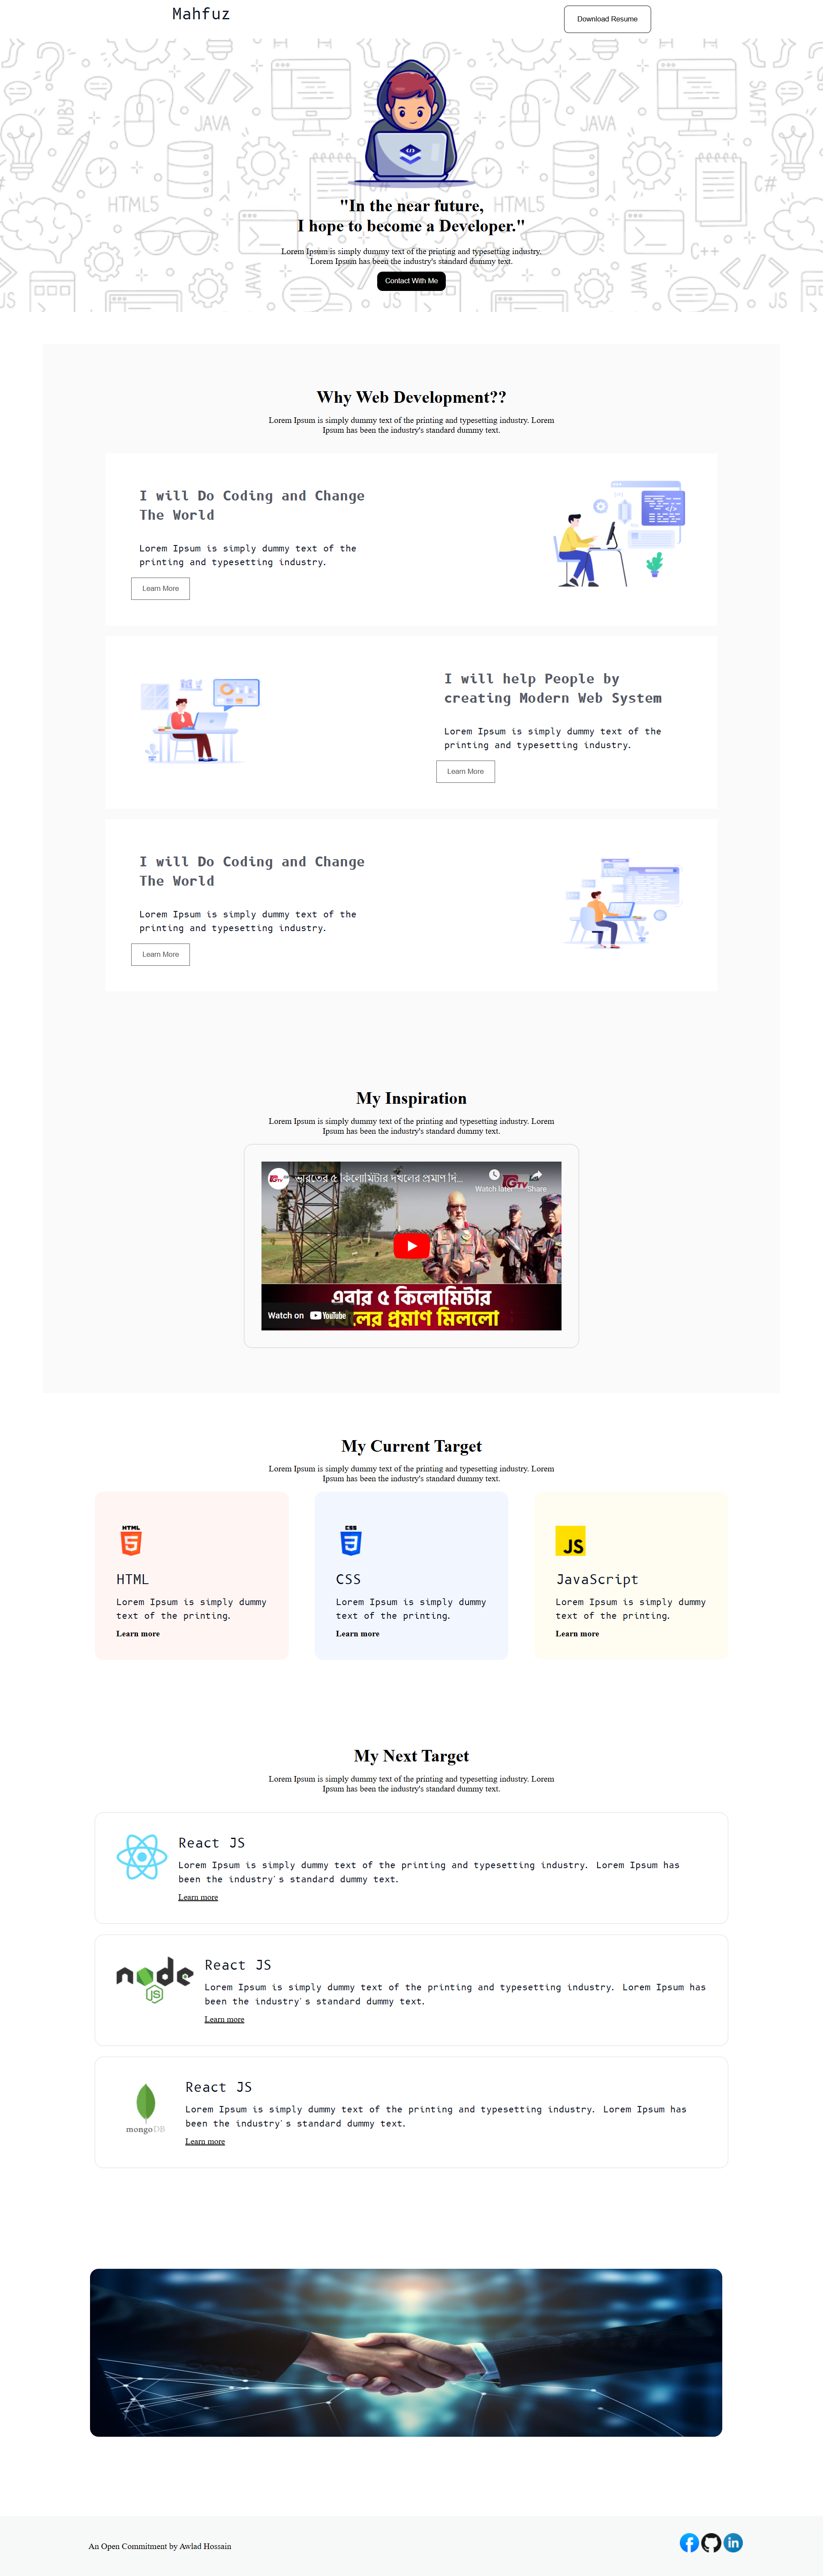 Mahfuz
Download Resume
RUBY
JAVA
HTML5
SWIFT
JAVA
HTML5
C#
C++
JS
JS
"In the near future,
I hope to become a Developer."
Lorem Ipsum is simply dummy text of the printing and typesetting industry.
Lorem Ipsum has been the industry's standard dummy text.
Contact With Me
Why Web Development??
Lorem Ipsum is simply dummy text of the printing and typesetting industry. Lorem
Ipsum has been the industry's standard dummy text.
I will Do Coding and Change
The World
Lorem Ipsum is simply dummy text of the
printing and typesetting industry.
Learn More
I will help People by
creating Modern Web System
Lorem Ipsum is simply dummy text of the
printing and typesetting industry.
Learn More
I will Do Coding and Change
The World
Lorem Ipsum is simply dummy text of the
printing and typesetting industry.
Learn More
My Inspiration
Lorem Ipsum is simply dummy text of the printing and typesetting industry. Lorem
Ipsum has been the industry's standard dummy text.
ভারতের ৫ কিলোমিটার দখলের প্রমাণ দি...
Watch later
Share
এবার ৫ কিলোমিটার
দখলের প্রমাণ মিললো
Watch on YouTube
My Current Target
Lorem Ipsum is simply dummy text of the printing and typesetting industry. Lorem
Ipsum has been the industry's standard dummy text.
HTML
HTML
Lorem Ipsum is simply dummy
text of the printing.
Learn more
CSS
CSS
Lorem Ipsum is simply dummy
text of the printing.
Learn more
JS
JavaScript
Lorem Ipsum is simply dummy
text of the printing.
Learn more
My Next Target
Lorem Ipsum is simply dummy text of the printing and typesetting industry. Lorem
Ipsum has been the industry's standard dummy text.
React JS
Lorem Ipsum is simply dummy text of the printing and typesetting industry. Lorem Ipsum has
been the industry's standard dummy text.
Learn more
node
JS
React JS
Lorem Ipsum is simply dummy text of the printing and typesetting industry. Lorem Ipsum has
been the industry's standard dummy text.
Learn more
mongoDB
React JS
Lorem Ipsum is simply dummy text of the printing and typesetting industry. Lorem Ipsum has
been the industry's standard dummy text.
Learn more
An Open Commitment by Awlad Hossain